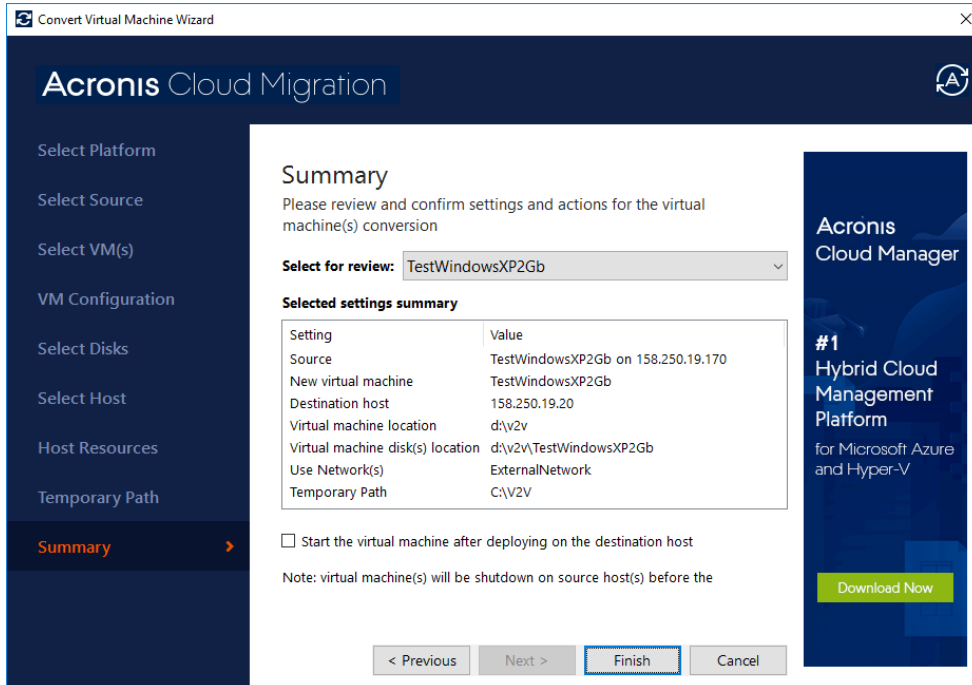 Convert Virtual Machine Wizard
Acronis Cloud Migration
Select Platform
Select Source
Select VM(s)
VM Configuration
Select Disks
Select Host
Host Resources
Temporary Path
Summary
Summary
Please review and confirm settings and actions for the virtual
machine(s) conversion
Select for review: TestWindowsXP2Gb
Selected settings summary
Setting Value
Source TestWindowsXP2Gb on 158.250.19.170
New virtual machine TestWindowsXP2Gb
Destination host 158.250.19.20
Virtual machine location d:\v2v
Virtual machine disk(s) location d:\v2v\TestWindowsXP2Gb
Use Network(s) ExternalNetwork
Temporary Path C:\V2V
Start the virtual machine after deploying on the destination host
Note: virtual machine(s) will be shutdown on source host(s) before the
< Previous Next > Finish Cancel
A
Acronis
Cloud Manager
#1
Hybrid Cloud
Management
Platform
for Microsoft Azure
and Hyper-V
Download Now